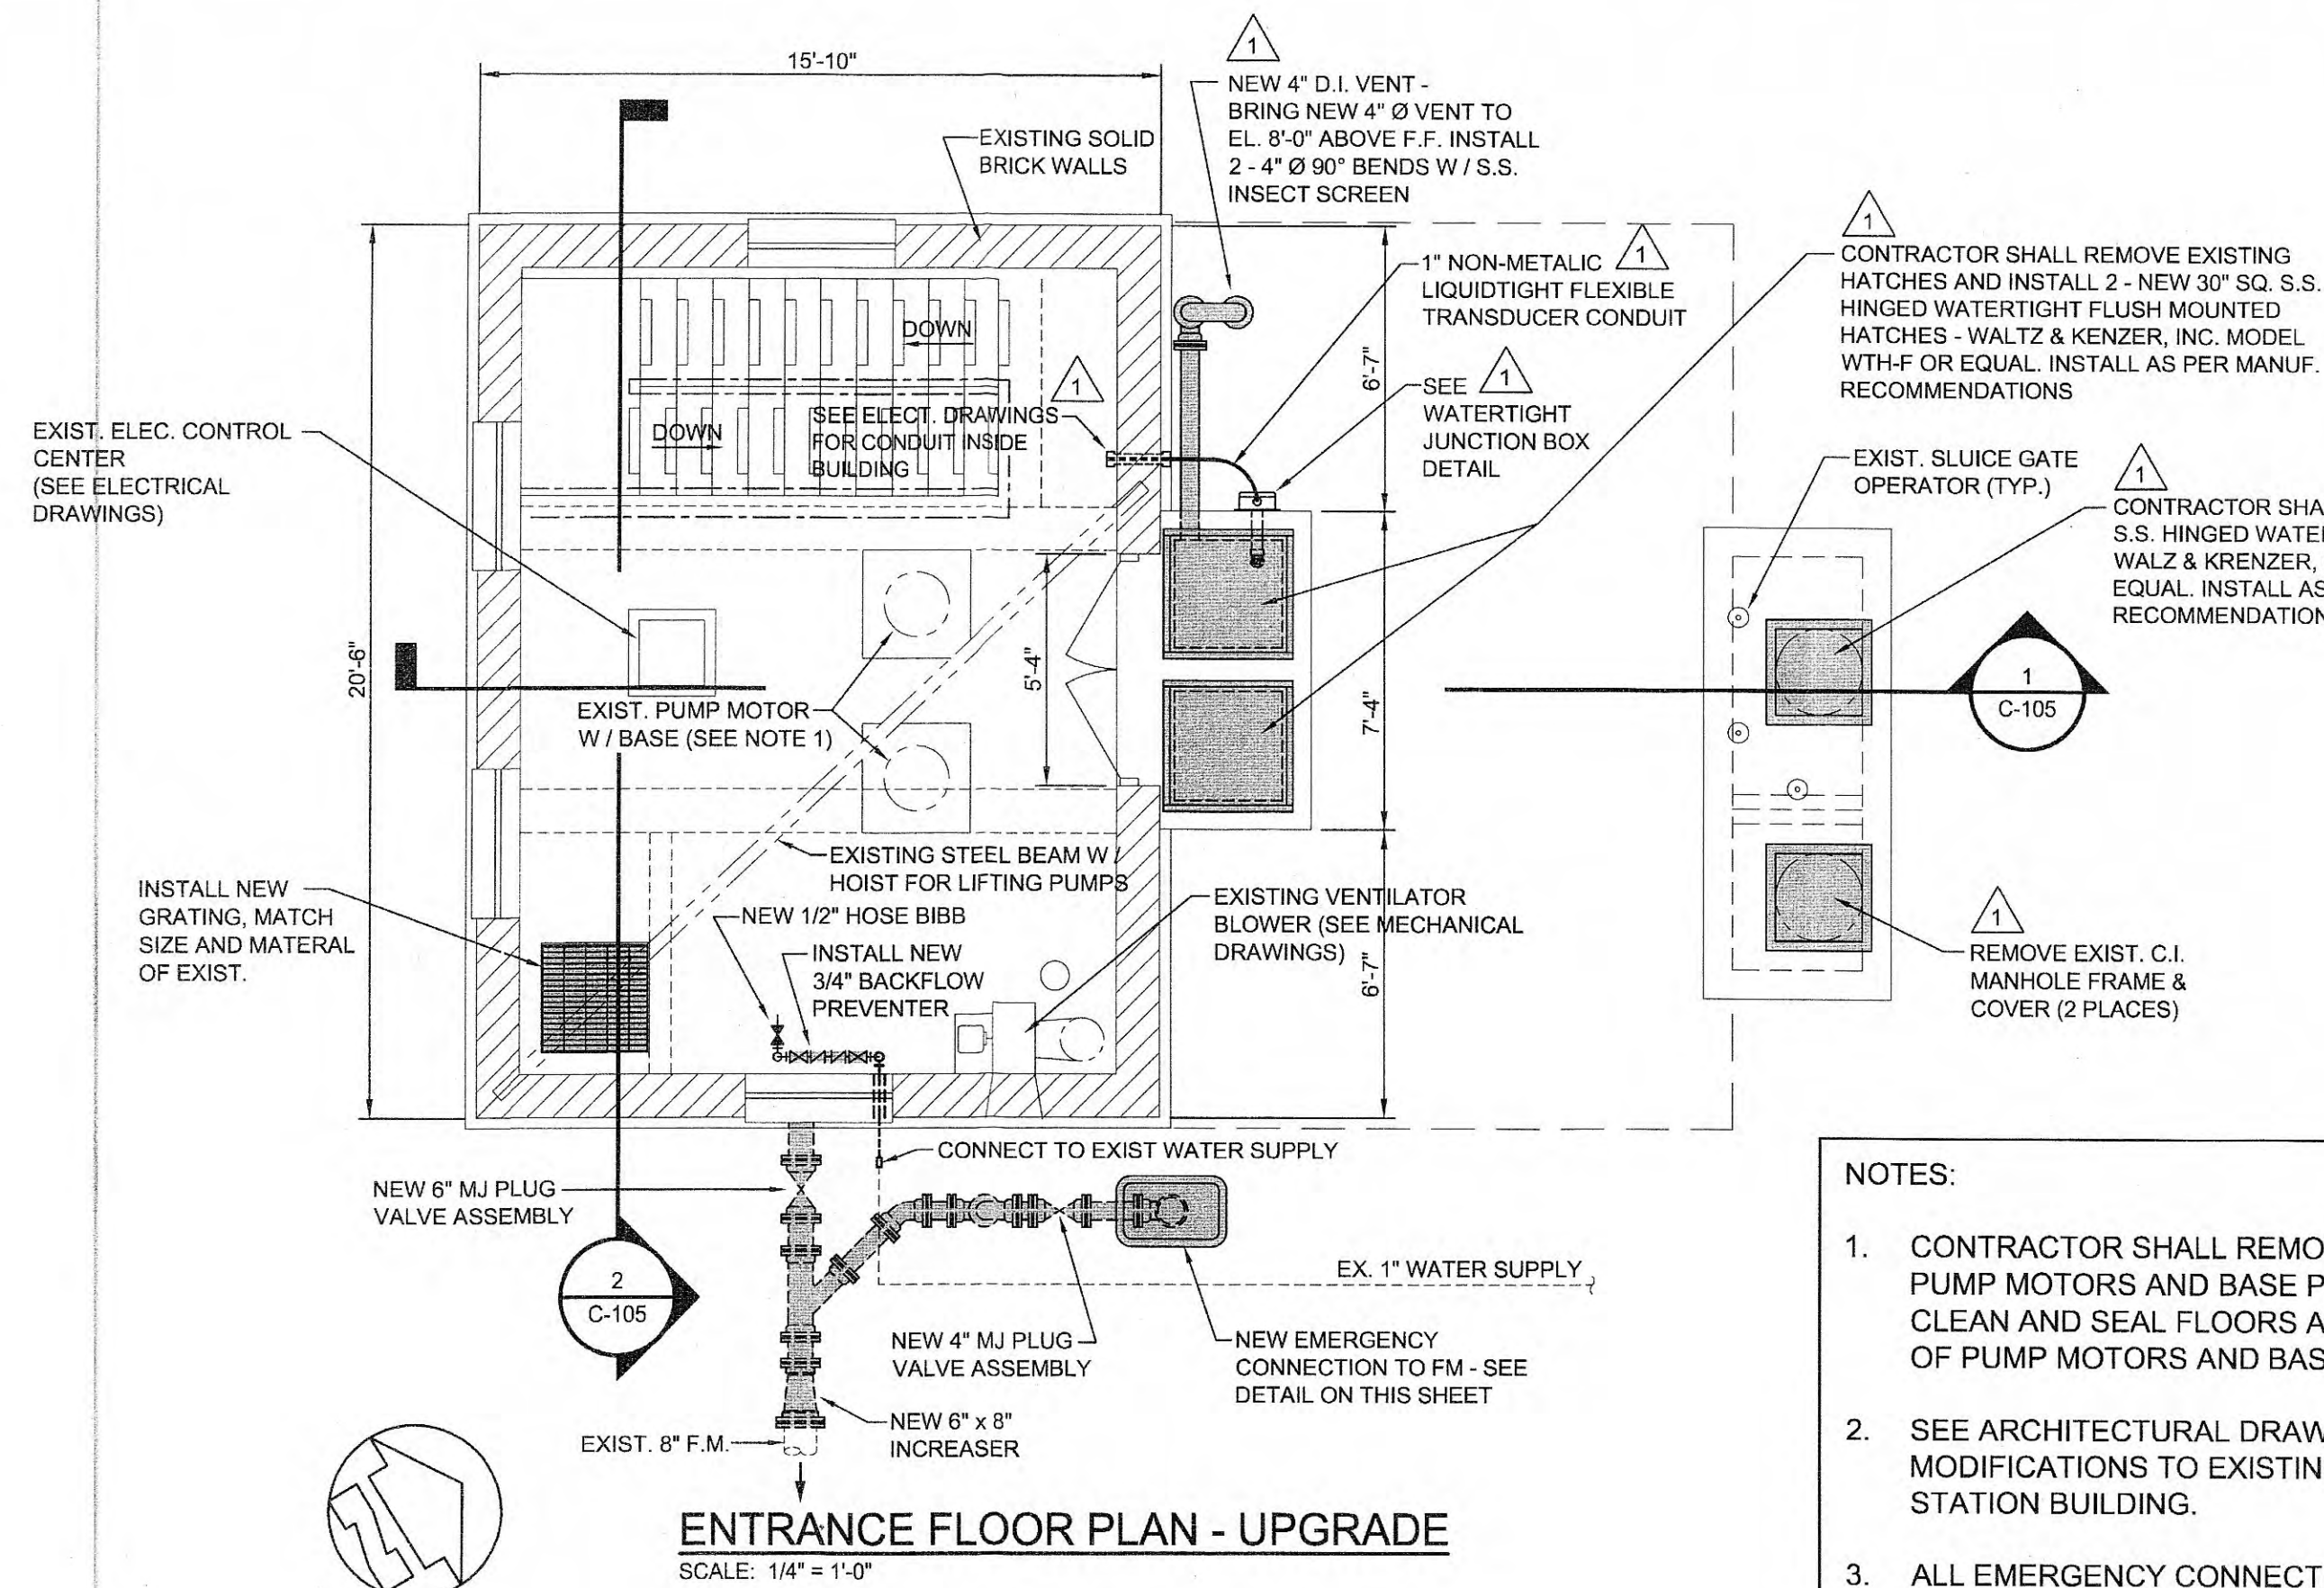 15'-10"
1
NEW 4" D.I. VENT -
BRING NEW 4" Ø VENT TO
EL. 8'-0" ABOVE F.F. INSTALL
2 - 4" Ø 90° BENDS W / S.S.
INSECT SCREEN
EXISTING SOLID
BRICK WALLS
1
CONTRACTOR SHALL REMOVE EXISTING
HATCHES AND INSTALL 2 - NEW 30" SQ. S.S.
HINGED WATERTIGHT FLUSH MOUNTED
HATCHES - WALTZ & KENZER, INC. MODEL
WTH-F OR EQUAL. INSTALL AS PER MANUF.
RECOMMENDATIONS
1" NON-METALIC 1
LIQUIDTIGHT FLEXIBLE
TRANSDUCER CONDUIT
DOWN
6'-7"
1
SEE 1
WATERTIGHT
JUNCTION BOX
DETAIL
SEE ELECT. DRAWINGS
FOR CONDUIT INSIDE
BUILDING
DOWN
EXIST. ELEC. CONTROL
CENTER
(SEE ELECTRICAL
DRAWINGS)
EXIST. SLUICE GATE
OPERATOR (TYP.)
1
CONTRACTOR SHA
S.S. HINGED WATE
WALZ & KRENZER,
EQUAL. INSTALL AS
RECOMMENDATION
20'-6"
5'-4"
7'-4"
1
C-105
EXIST. PUMP MOTOR
W / BASE (SEE NOTE 1)
EXISTING STEEL BEAM W /
HOIST FOR LIFTING PUMPS
INSTALL NEW
GRATING, MATCH
SIZE AND MATERAL
OF EXIST.
NEW 1/2" HOSE BIBB
INSTALL NEW
3/4" BACKFLOW
PREVENTER
EXISTING VENTILATOR
BLOWER (SEE MECHANICAL
DRAWINGS)
6'-7"
1
REMOVE EXIST. C.I.
MANHOLE FRAME &
COVER (2 PLACES)
CONNECT TO EXIST WATER SUPPLY
NEW 6" MJ PLUG
VALVE ASSEMBLY
2
C-105
EX. 1" WATER SUPPLY
NEW 4" MJ PLUG
VALVE ASSEMBLY
NEW EMERGENCY
CONNECTION TO FM - SEE
DETAIL ON THIS SHEET
NEW 6" x 8"
INCREASER
EXIST. 8" F.M.
ENTRANCE FLOOR PLAN - UPGRADE
SCALE: 1/4" = 1'-0"
NOTES:
1. CONTRACTOR SHALL REMO
PUMP MOTORS AND BASE P
CLEAN AND SEAL FLOORS A
OF PUMP MOTORS AND BAS
2. SEE ARCHITECTURAL DRAW
MODIFICATIONS TO EXISTIN
STATION BUILDING.
3. ALL EMERGENCY CONNECT